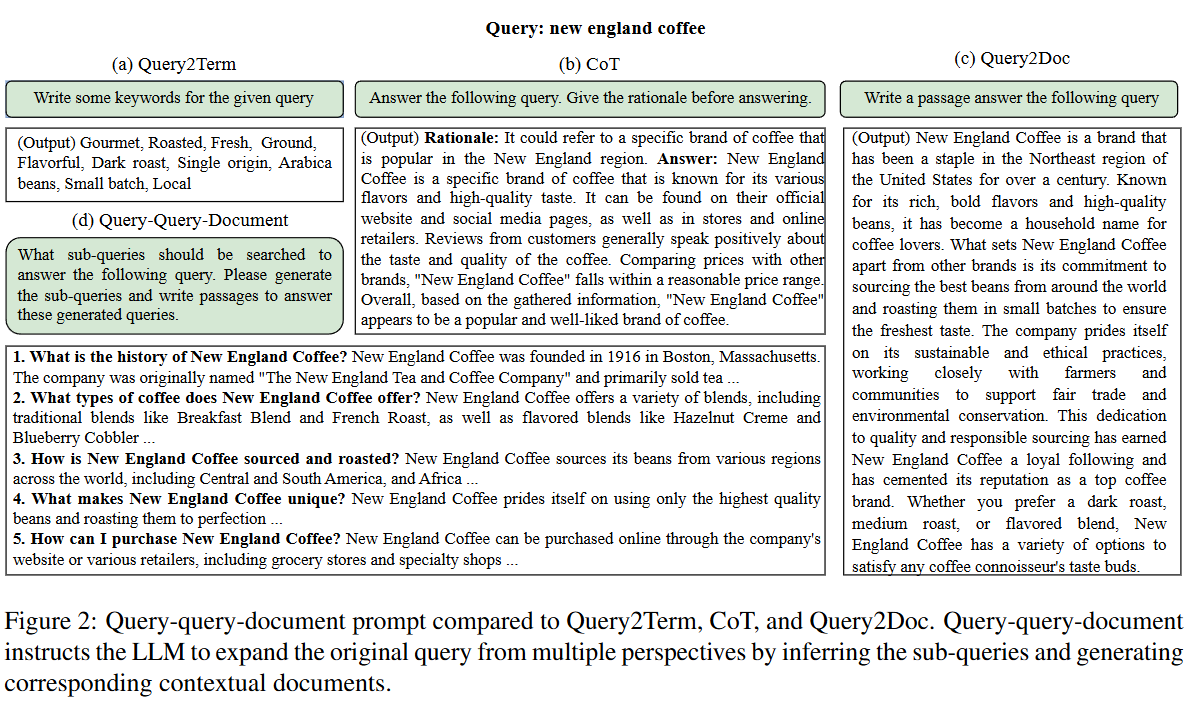 Query: new england coffee
(a) Query2Term
Write some keywords for the given query
(Output) Gourmet, Roasted, Fresh, Ground,
Flavorful, Dark roast, Single origin, Arabica
beans, Small batch, Local
(b) CoT
Answer the following query. Give the rationale before answering.
(Output) Rationale: It could refer to a specific brand of coffee that
is popular in the New England region. Answer: New England
Coffee is a specific brand of coffee that is known for its various
flavors and high-quality taste. It can be found on their official
website and social media pages, as well as in stores and online
retailers. Reviews from customers generally speak positively about
the taste and quality of the coffee. Comparing prices with other
brands, "New England Coffee" falls within a reasonable price range.
Overall, based on the gathered information, "New England Coffee"
appears to be a popular and well-liked brand of coffee.
(c) Query2Doc
Write a passage answer the following query
(Output) New England Coffee is a brand that
has been a staple in the Northeast region of
the United States for over a century. Known
for its rich, bold flavors and high-quality
beans, it has become a household name for
coffee lovers. What sets New England Coffee
apart from other brands is its commitment to
sourcing the best beans from around the world
and roasting them in small batches to ensure
the freshest taste. The company prides itself
on its sustainable and ethical practices,
working closely with farmers and
communities to support fair trade and
environmental conservation. This dedication
to quality and responsible sourcing has earned
New England Coffee a loyal following and
has cemented its reputation as a top coffee
brand. Whether you prefer a dark roast,
medium roast, or flavored blend, New
England Coffee has a variety of options to
satisfy any coffee connoisseur's taste buds.
(d) Query-Query-Document
What sub-queries should be searched to
answer the following query. Please generate
the sub-queries and write passages to answer
these generated queries.
1. What is the history of New England Coffee? New England Coffee was founded in 1916 in Boston, Massachusetts.
The company was originally named "The New England Tea and Coffee Company" and primarily sold tea ...
2. What types of coffee does New England Coffee offer? New England Coffee offers a variety of blends, including
traditional blends like Breakfast Blend and French Roast, as well as flavored blends like Hazelnut Creme and
Blueberry Cobbler ...
3. How is New England Coffee sourced and roasted? New England Coffee sources its beans from various regions
across the world, including Central and South America, and Africa ...
4. What makes New England Coffee unique? New England Coffee prides itself on using only the highest quality
beans and roasting them to perfection ...
5. How can I purchase New England Coffee? New England Coffee can be purchased online through the company's
website or various retailers, including grocery stores and specialty shops ...
Figure 2: Query-query-document prompt compared to Query2Term, CoT, and Query2Doc. Query-query-document
instructs the LLM to expand the original query from multiple perspectives by inferring the sub-queries and generating
corresponding contextual documents.